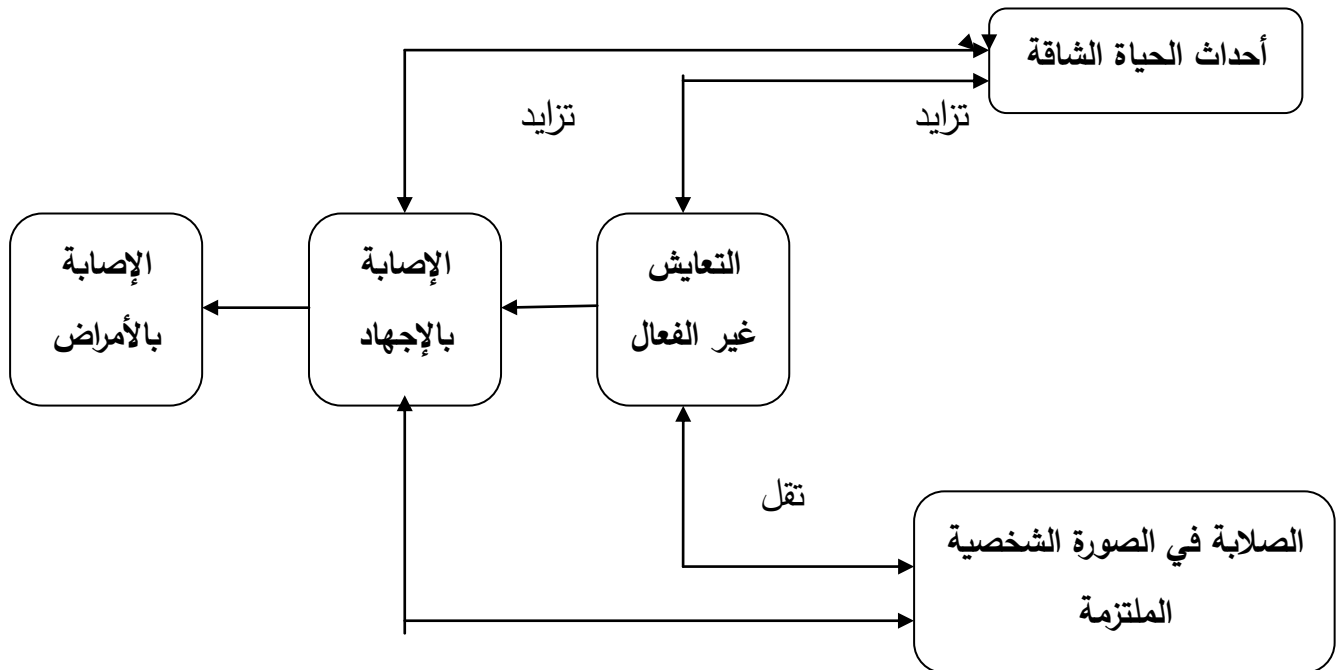 أحداث الحياة الشاقة
تزايد
تزايد
التعايش
غير الفعال
الإصابة
بالإجهاد
الإصابة
بالأمراض
تقل
الصلابة في الصورة الشخصية
الملتزمة